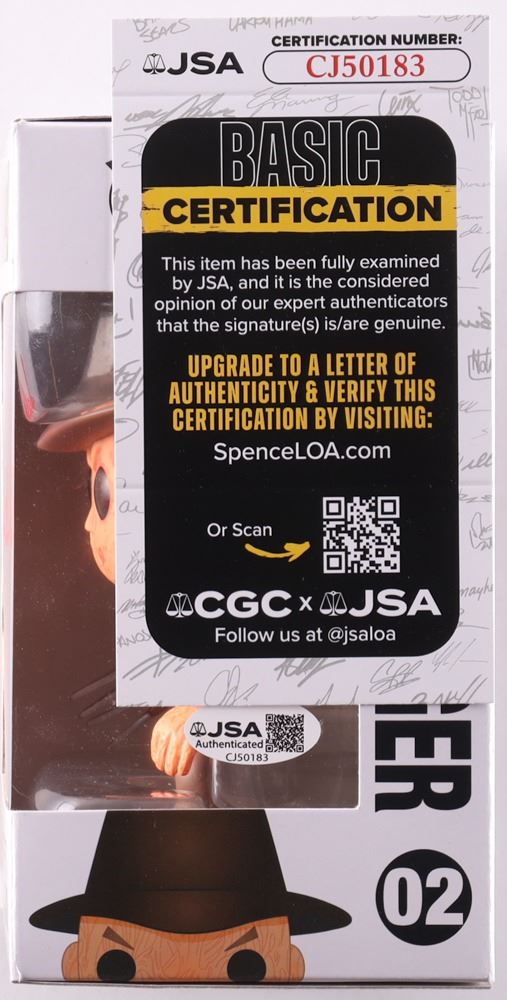 JSA
CERTIFICATION NUMBER:
CJ50183
BASIC
CERTIFICATION
This item has been fully examined
by JSA, and it is the considered
opinion of our expert authenticators
that the signature(s) is/are genuine.
UPGRADE TO A LETTER OF
AUTHENTICITY & VERIFY THIS
CERTIFICATION BY VISITING:
SpenceLOA.com
Or Scan
CGC x JSA
Follow us at @jsaloa
JSA
Authenticated
CJ50183
GER
02